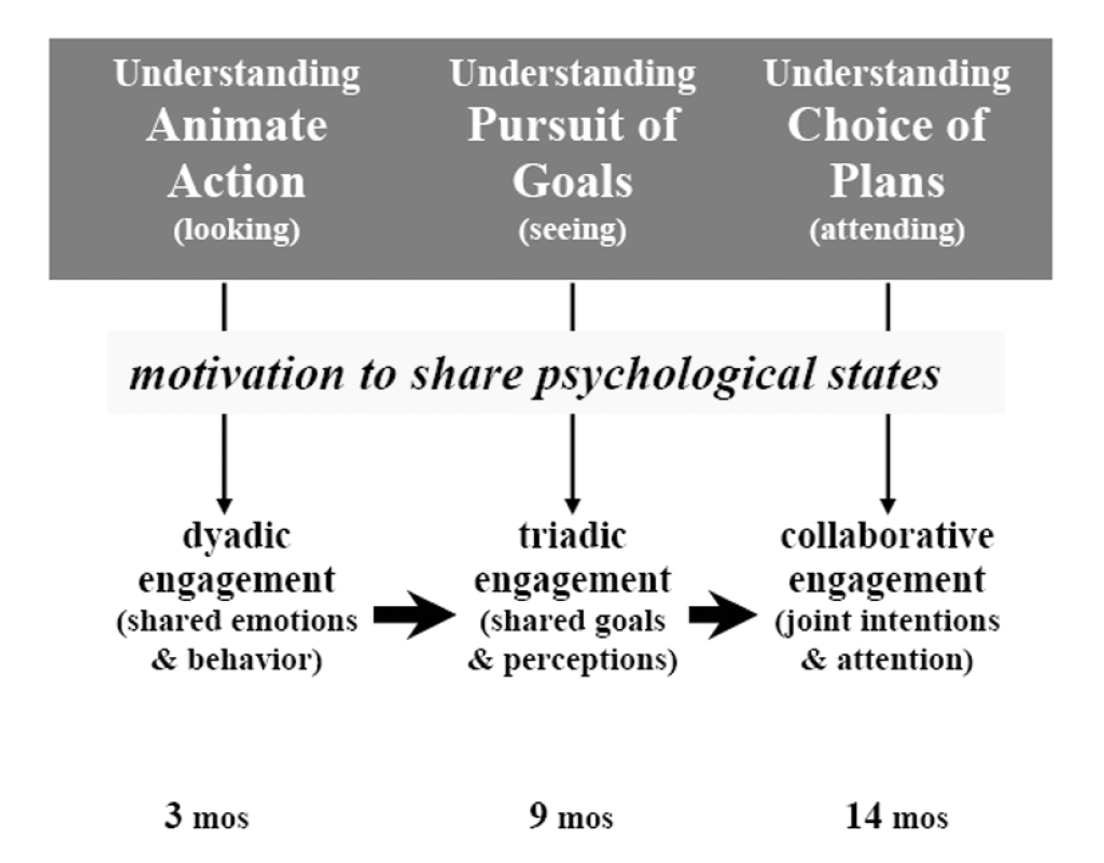 Understanding
Animate
Action
(looking)
Understanding
Pursuit of
Goals
(seeing)
Understanding
Choice of
Plans
(attending)
motivation to share psychological states
dyadic
engagement
(shared emotions
& behavior)
triadic
engagement
(shared goals
& perceptions)
collaborative
engagement
(joint intentions
& attention)
3 mos
9 mos
14 mos